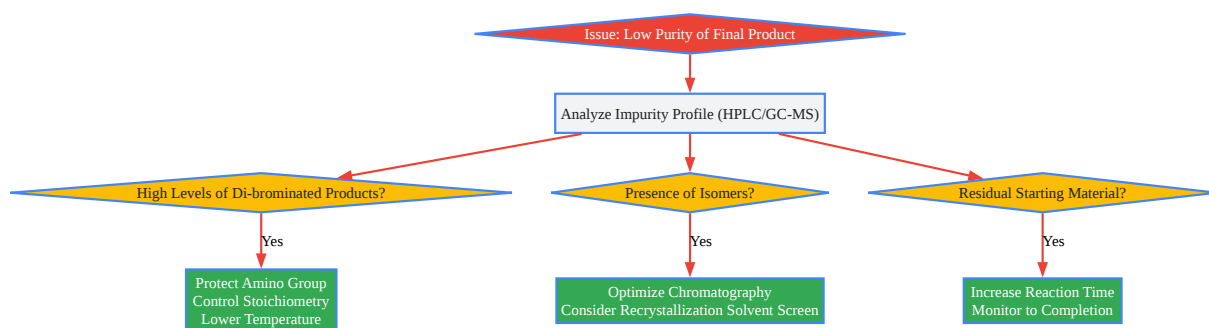 Issue: Low Purity of Final Product
Analyze Impurity Profile (HPLC/GC-MS)
High Levels of Di-brominated Products?
Presence of Isomers?
Residual Starting Material?
Yes
Yes
Yes
Protect Amino Group
Control Stoichiometry
Lower Temperature
Optimize Chromatography
Consider Recrystallization Solvent Screen
Increase Reaction Time
Monitor to Completion